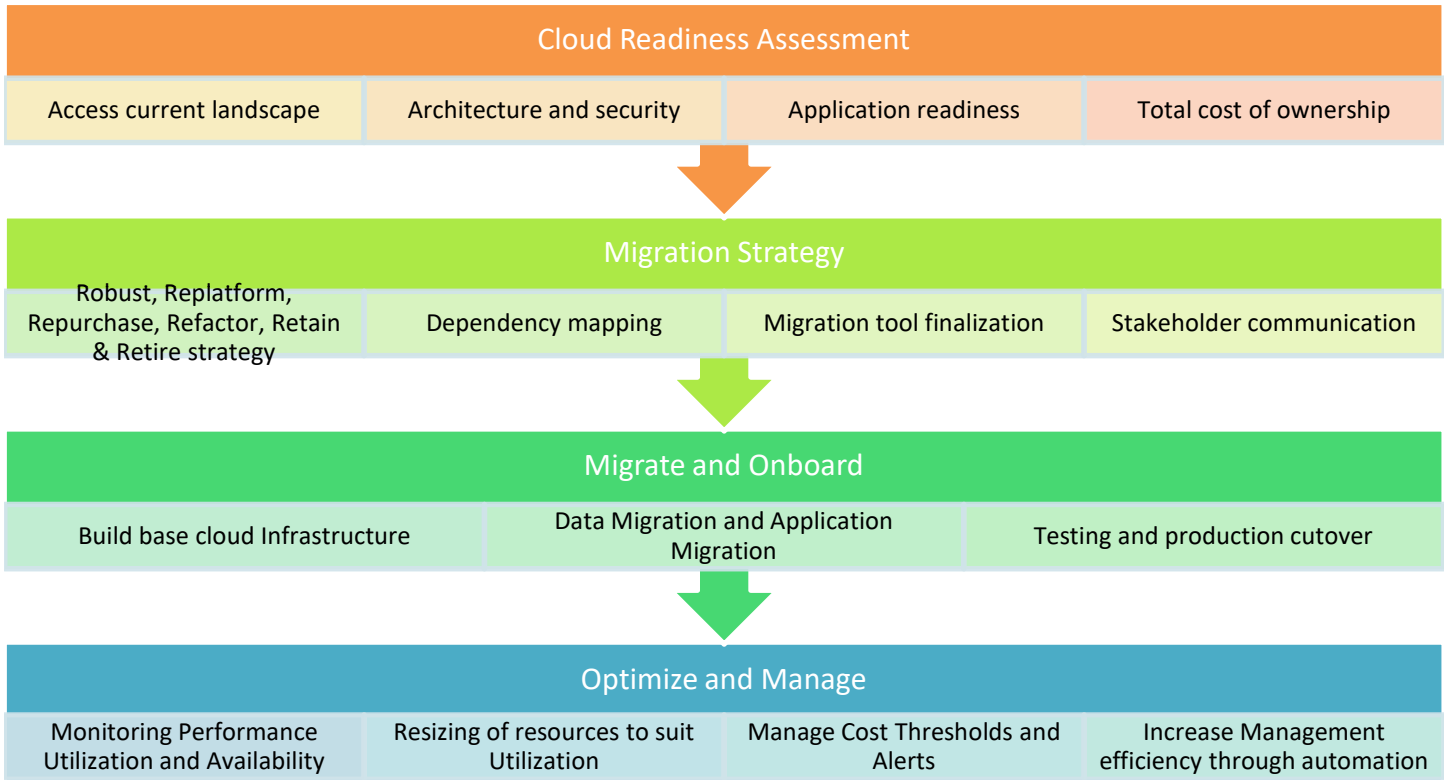 Cloud Readiness Assessment
Access current landscape
Architecture and security
Application readiness
Total cost of ownership
Migration Strategy
Robust, Replatform,
Repurchase, Refactor, Retain
& Retire strategy
Dependency mapping
Migration tool finalization
Stakeholder communication
Migrate and Onboard
Build base cloud Infrastructure
Data Migration and Application
Migration
Testing and production cutover
Optimize and Manage
Monitoring Performance
Utilization and Availability
Resizing of resources to suit
Utilization
Manage Cost Thresholds and
Alerts
Increase Management
efficiency through automation